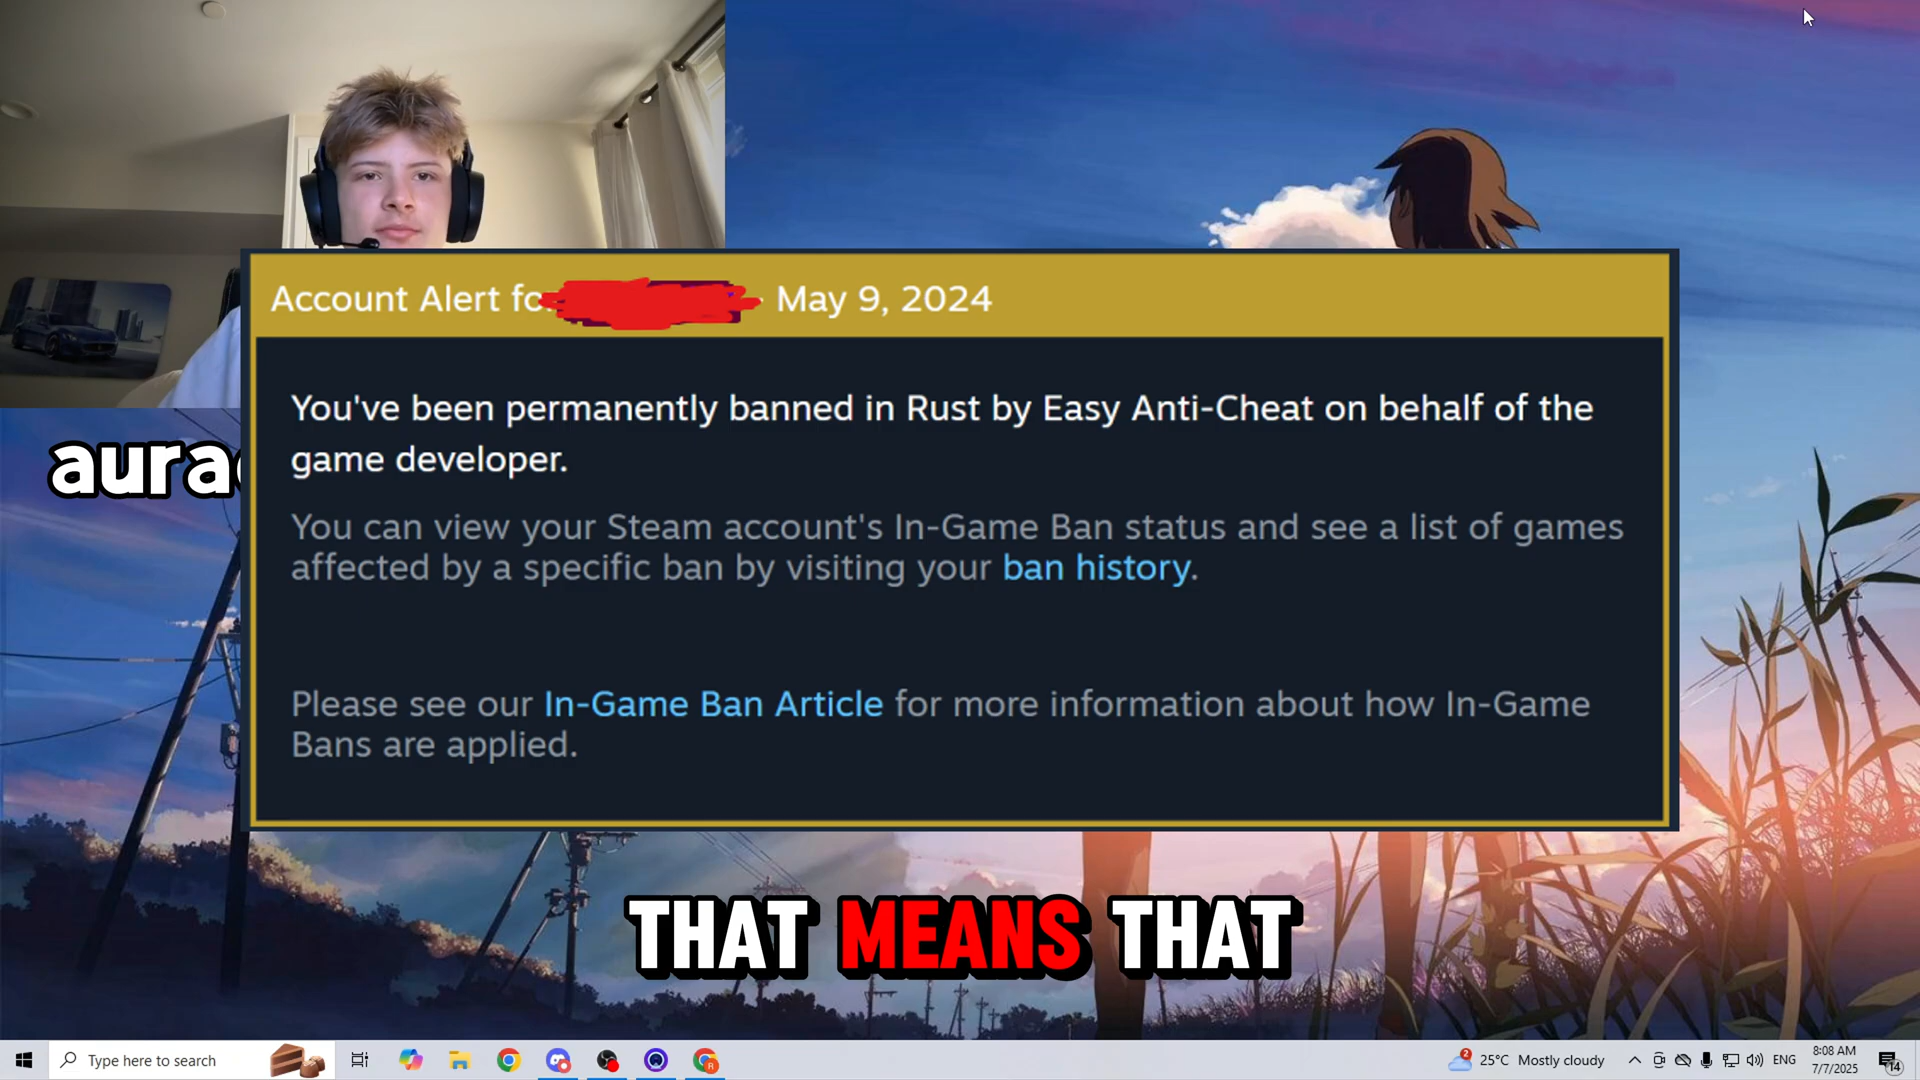 Account Alert for May 9, 2024
You've been permanently banned in Rust by Easy Anti-Cheat on behalf of the
game developer.
aura
You can view your Steam account's In-Game Ban status and see a list of games
affected by a specific ban by visiting your ban history.
Please see our In-Game Ban Article for more information about how In-Game
Bans are applied.
THAT MEANS THAT
Type here to search
2
25°C Mostly cloudy
ENG
8:08 AM
7/7/2025
14